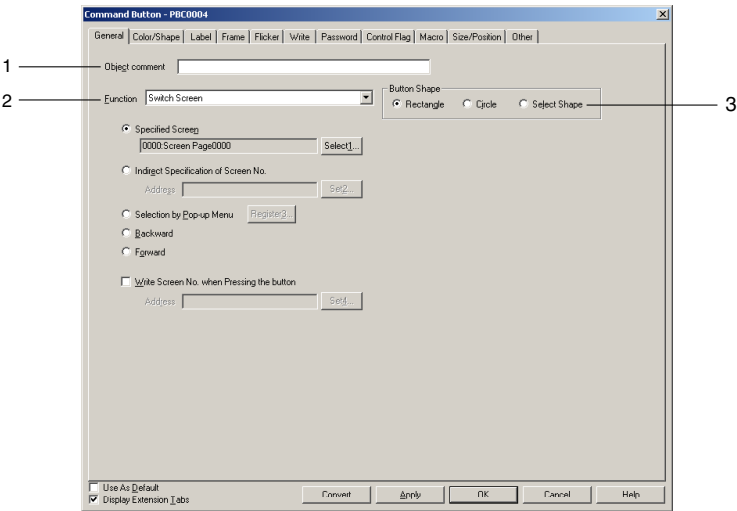 Command Button - PBC0004
General Color/Shape Label Frame Flicker Write Password Control Flag Macro Size/Position Other
1 Object comment
2 Function Switch Screen
Button Shape
Rectangle Circle Select Shape 3
Specified Screen
0000:Screen Page0000 Select1...
Indirect Specification of Screen No.
Address Set2...
Selection by Pop-up Menu Register3...
Backward
Forward
Write Screen No. when Pressing the button
Address Set4...
Use As Default
Display Extension Tabs
Convert Apply OK Cancel Help